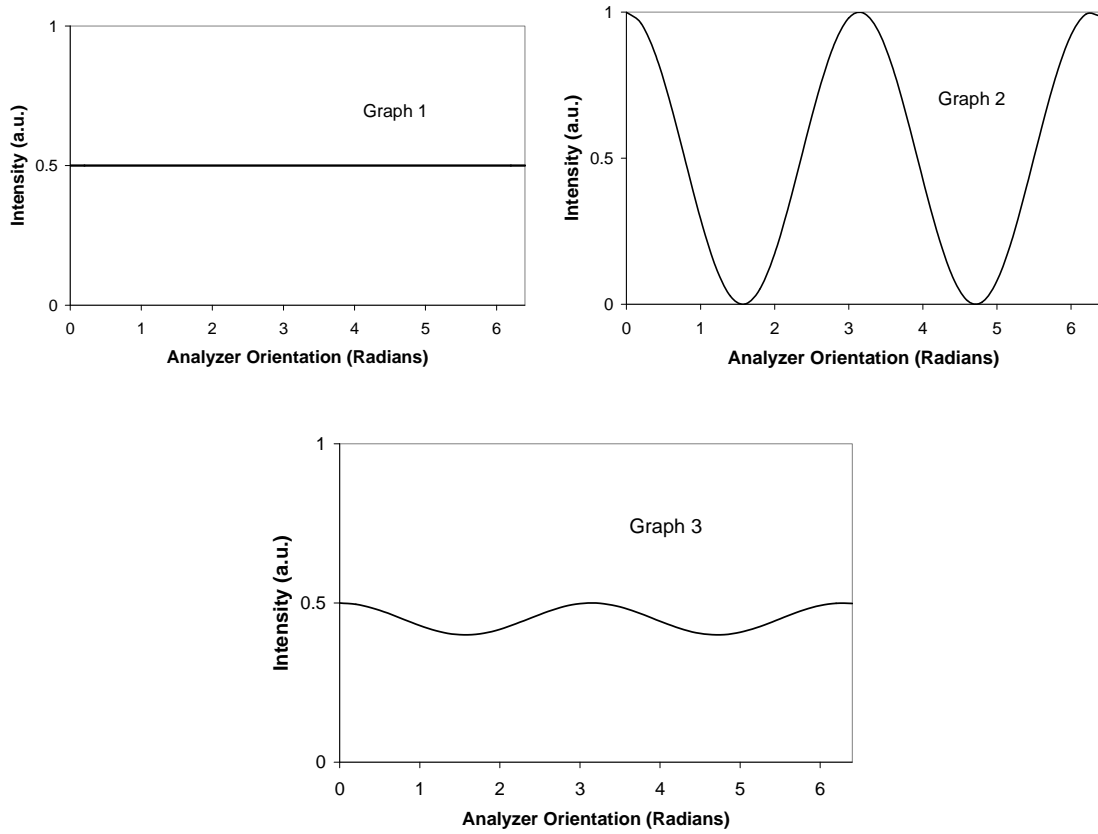 1
Graph 1
Intensity (a.u.)
0.5
0
0 1 2 3 4 5 6
Analyzer Orientation (Radians)
1
Graph 2
Intensity (a.u.)
0.5
0
0 1 2 3 4 5 6
Analyzer Orientation (Radians)
1
Graph 3
Intensity (a.u.)
0.5
0
0 1 2 3 4 5 6
Analyzer Orientation (Radians)